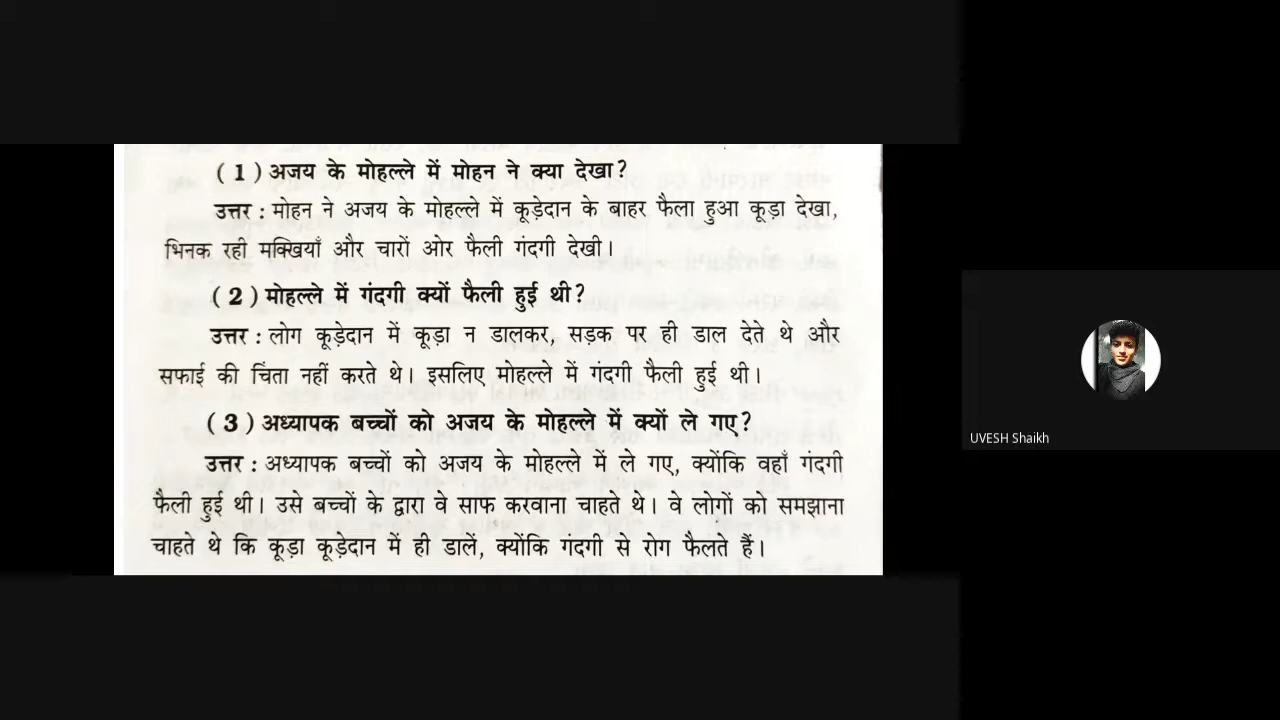 (1) अजय के मोहल्ले में मोहन ने क्या देखा?
उत्तर : मोहन ने अजय के मोहल्ले में कूड़ेदान के बाहर फैला हुआ कूड़ा देखा,
भिनक रही मक्खियाँ और चारों ओर फैली गंदगी देखी।
(2) मोहल्ले में गंदगी क्यों फैली हुई थी?
उत्तर : लोग कूड़ेदान में कूड़ा न डालकर, सड़क पर ही डाल देते थे और
सफाई की चिंता नहीं करते थे। इसलिए मोहल्ले में गंदगी फैली हुई थी।
(3) अध्यापक बच्चों को अजय के मोहल्ले में क्यों ले गए?
उत्तर : अध्यापक बच्चों को अजय के मोहल्ले में ले गए, क्योंकि वहाँ गंदगी
फैली हुई थी। उसे बच्चों के द्वारा वे साफ करवाना चाहते थे। वे लोगों को समझाना
चाहते थे कि कूड़ा कूड़ेदान में ही डालें, क्योंकि गंदगी से रोग फैलते हैं।
UVESH Shaikh